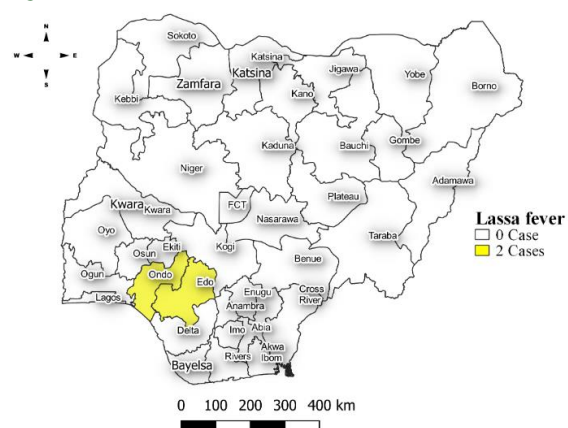 N
W E
S
Sokoto
Katsina
Katsina
Jigawa
Yobe
Borno
Zamfara
Kano
Kebbi
Kaduna
Bauchi
Gombe
Niger
Adamawa
Plateau
FCT
Nasarawa
Taraba
Kwara
Kwara
Oyo
Ekiti
Kogi
Osun
Benue
Ogun
Ondo
Edo
Lagos
Enugu
Cross
River
Anambra
Delta
Imo
Abia
Rivers
Akwa
Ibom
Bayelsa
Lassa fever
0 Case
2 Cases
0 100 200 300 400 km